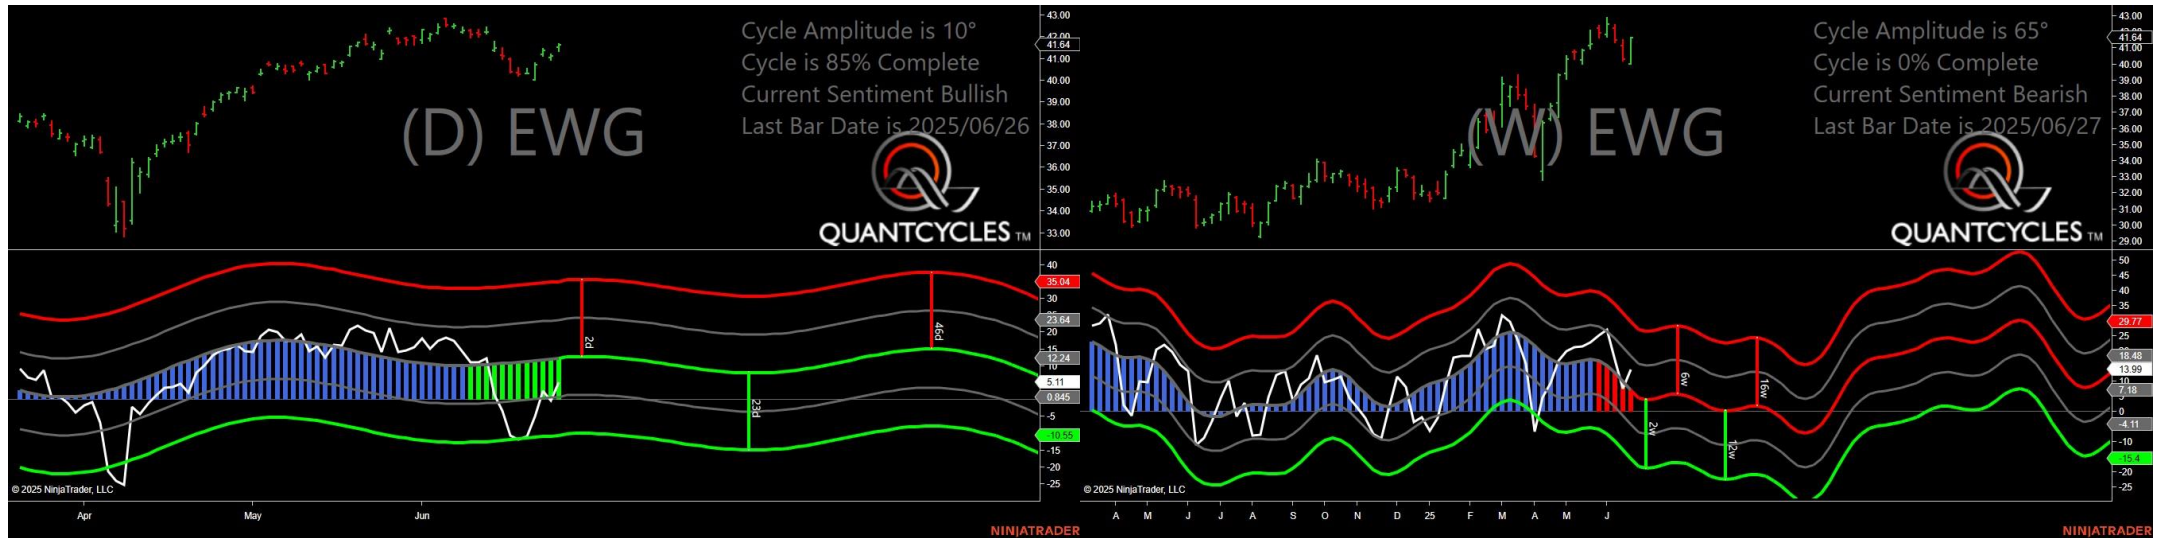 Cycle Amplitude is 10°
Cycle is 85% Complete
Current Sentiment Bullish
Last Bar Date is 2025/06/26
(D) EWG
QUANTCYCLES TM
43.00
42.00
41.64
41.00
40.00
39.00
38.00
37.00
36.00
35.00
34.00
33.00
40
35.04
30
23.64
20
15
12.24
5.11
0.845
-5
-10.55
-15
-20
-25
2d
23d
46d
© 2025 NinjaTrader, LLC
Apr May Jun
NINJATRADER
Cycle Amplitude is 65°
Cycle is 0% Complete
Current Sentiment Bearish
Last Bar Date is 2025/06/27
(W) EWG
QUANTCYCLES TM
43.00
41.64
41.00
40.00
39.00
38.00
37.00
36.00
35.00
34.00
33.00
32.00
31.00
30.00
29.00
50
45
40
35
29.77
25
18.48
13.99
10
7.18
0
-4.11
-10
-15.4
-20
-25
2w
6w
12w
16w
© 2025 NinjaTrader, LLC
A M J J A S O N D 25 F M A M J
NINJATRADER